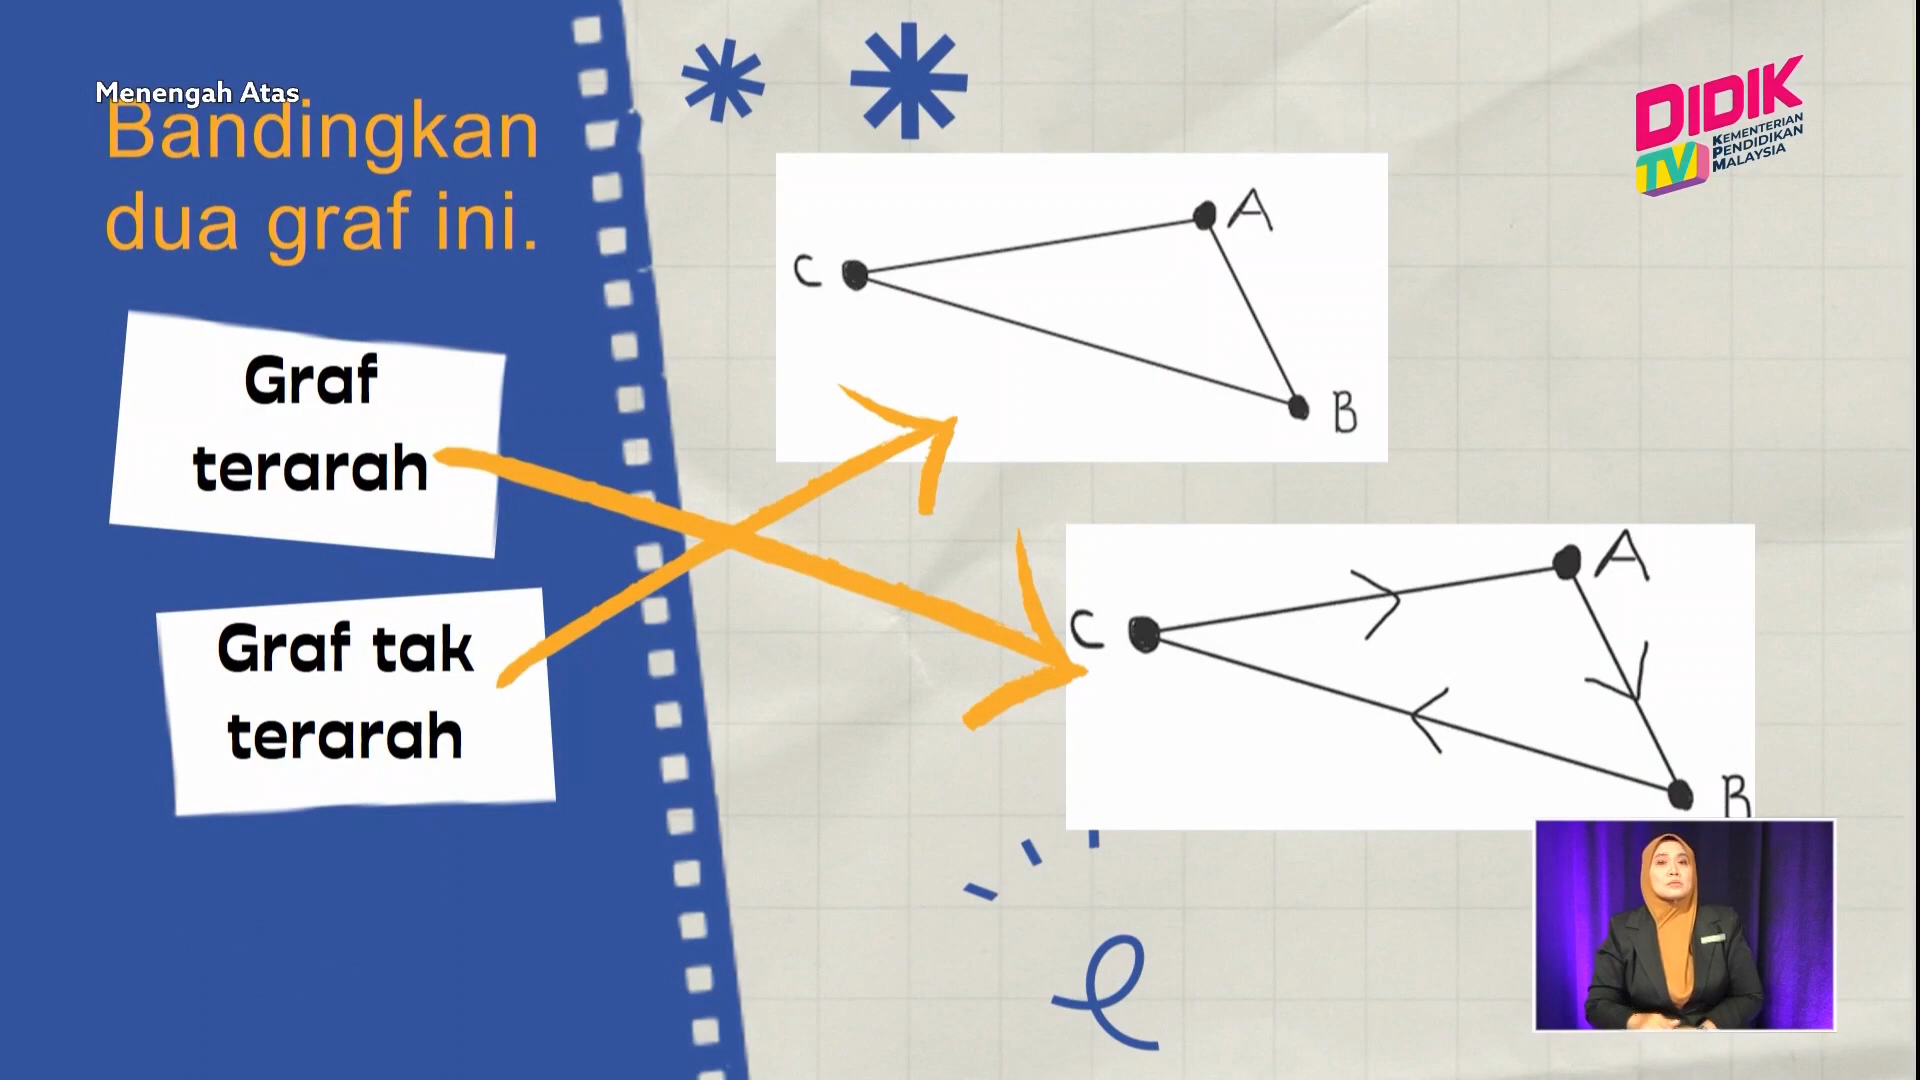 Menengah Atas
Bandingkan
dua graf ini.
Graf
terarah
Graf tak
terarah
A
C
B
A
C
B
DIDIK
TV
KEMENTERIAN
PENDIDIKAN
MALAYSIA